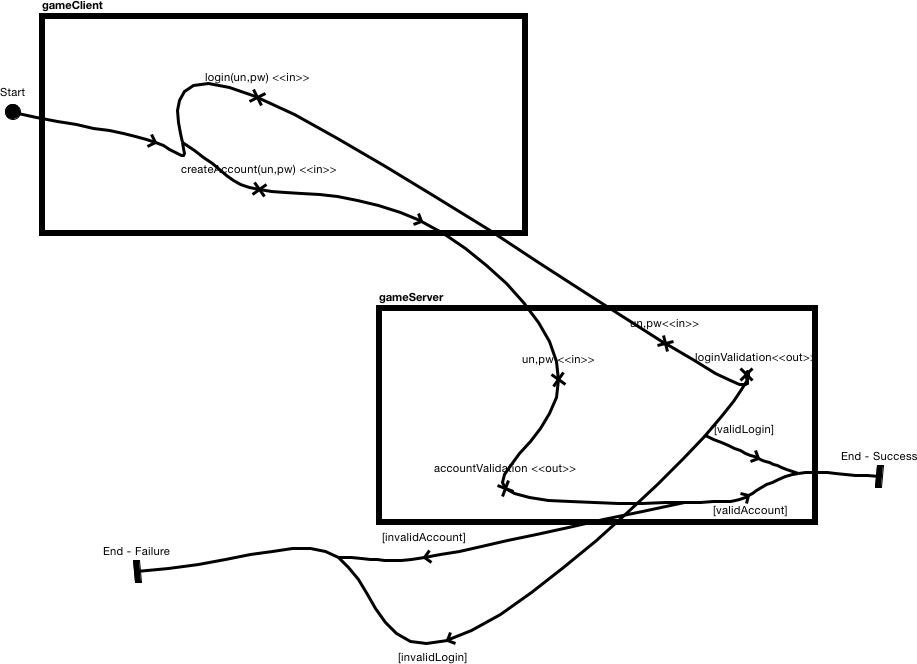 gameClient
login(un,pw) <<in>>
Start
createAccount(un,pw) <<in>>
gameServer
un,pw<<in>>
loginValidation<<out>>
un,pw <<in>>
[validLogin]
End - Success
accountValidation <<out>>
[validAccount]
[invalidAccount]
End - Failure
[invalidLogin]